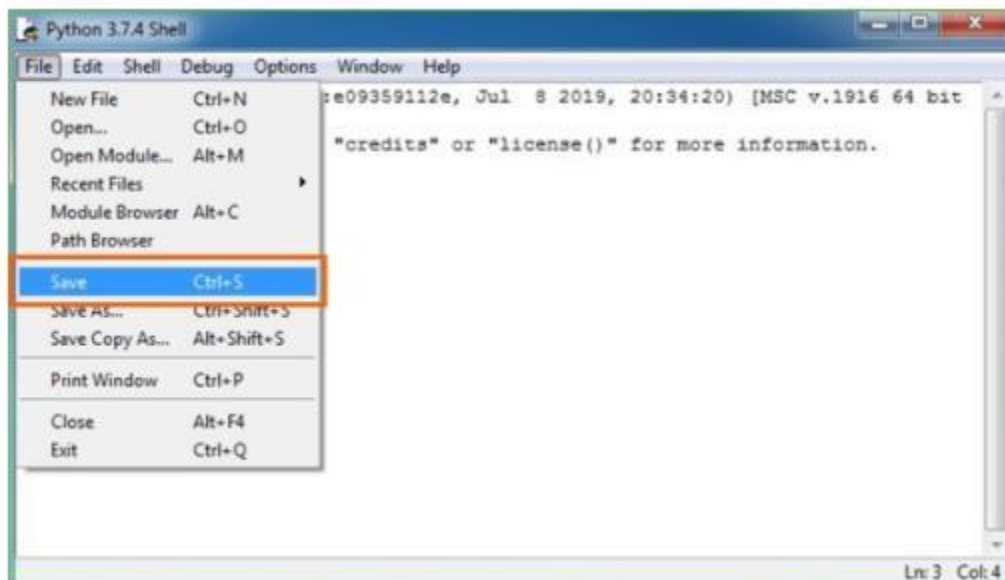 Python 3.7.4 Shell
File Edit Shell Debug Options Window Help
New File Ctrl+N
:e09359112e, Jul 8 2019, 20:34:20) [MSC v.1916 64 bit
Open... Ctrl+O
Open Module... Alt+M
"credits" or "license()" for more information.
Recent Files
Module Browser Alt+C
Path Browser
Save Ctrl+S
Save As... Ctrl+Shift+S
Save Copy As... Alt+Shift+S
Print Window Ctrl+P
Close Alt+F4
Exit Ctrl+Q
Ln: 3 Col: 4